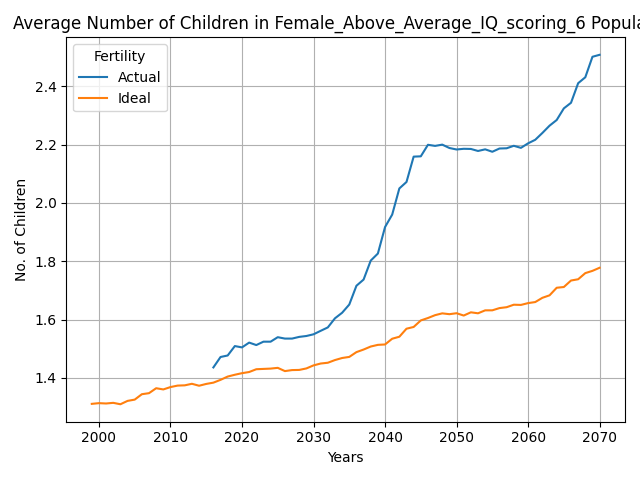 Average Number of Children in Female_Above_Average_IQ_scoring_6 Popula
Fertility
Actual
Ideal
2.4
2.2
2.0
1.8
1.6
1.4
No. of Children
2000 2010 2020 2030 2040 2050 2060 2070
Years